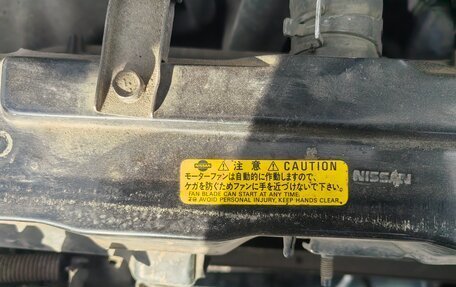 NISSAN ⚠ 注意 ⚠ CAUTION
モーターファンは自動的に作動しますので、
ケガを防ぐためファンに手を近づけないで下さい。
FAN BLADE CAN START AT ANY TIME.
AVOID PERSONAL INJURY, KEEP HANDS CLEAR.
NISSAN